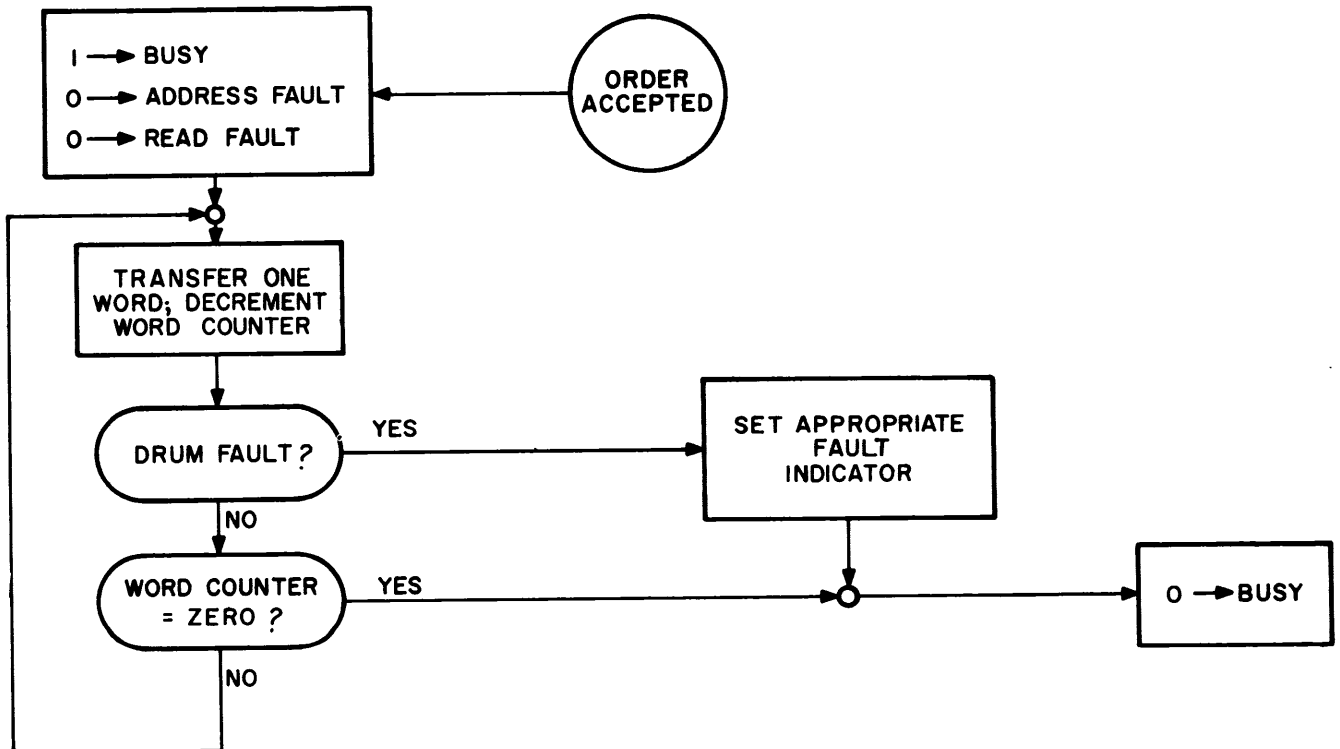 1 → BUSY
0 → ADDRESS FAULT
0 → READ FAULT
ORDER
ACCEPTED
TRANSFER ONE
WORD; DECREMENT
WORD COUNTER
DRUM FAULT?
YES
SET APPROPRIATE
FAULT
INDICATOR
NO
WORD COUNTER
= ZERO?
YES
0 → BUSY
NO